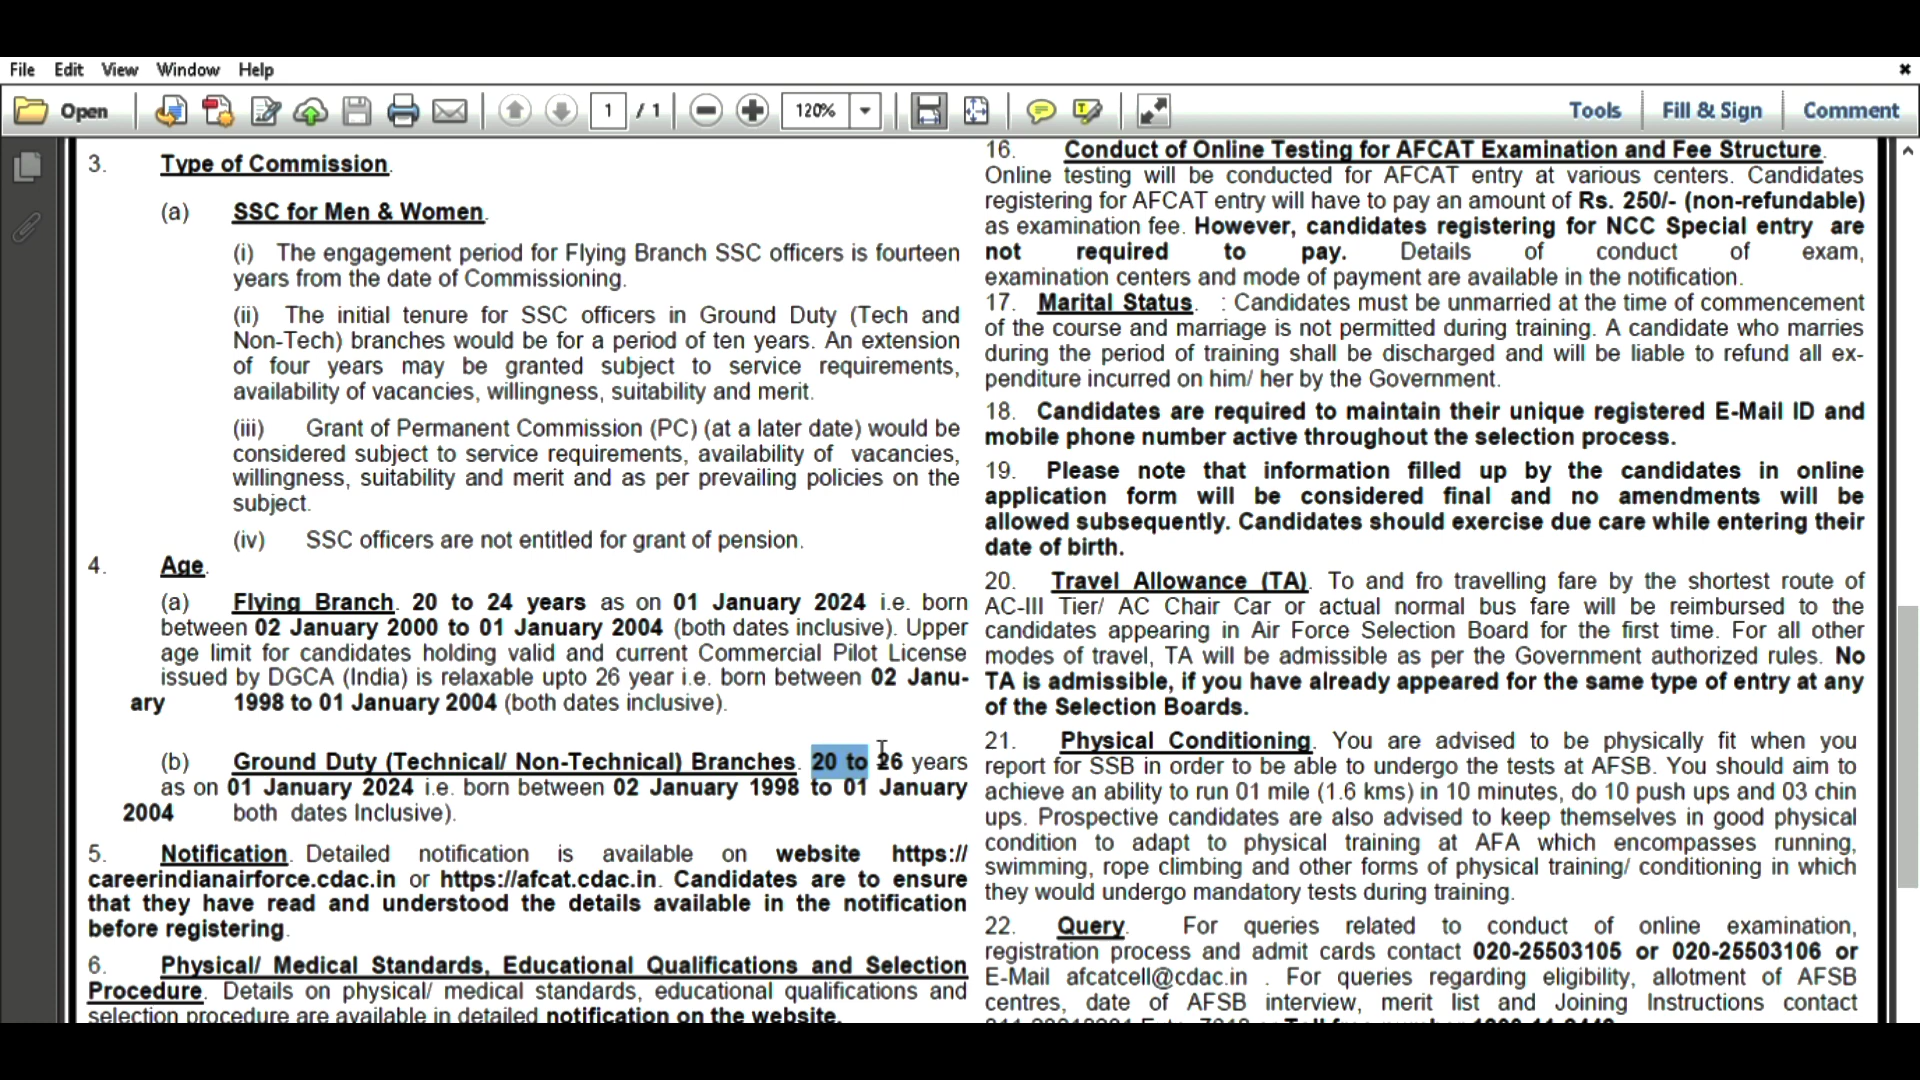 File Edit View Window Help
Open 1 / 1 120% Tools Fill & Sign Comment
3. Type of Commission.
(a) SSC for Men & Women.
(i) The engagement period for Flying Branch SSC officers is fourteen
years from the date of Commissioning.
(ii) The initial tenure for SSC officers in Ground Duty (Tech and
Non-Tech) branches would be for a period of ten years. An extension
of four years may be granted subject to service requirements,
availability of vacancies, willingness, suitability and merit.
(iii) Grant of Permanent Commission (PC) (at a later date) would be
considered subject to service requirements, availability of vacancies,
willingness, suitability and merit and as per prevailing policies on the
subject.
(iv) SSC officers are not entitled for grant of pension.
4. Age.
(a) Flying Branch. 20 to 24 years as on 01 January 2024 i.e. born
between 02 January 2000 to 01 January 2004 (both dates inclusive). Upper
age limit for candidates holding valid and current Commercial Pilot License
issued by DGCA (India) is relaxable upto 26 year i.e. born between 02 Janu-
ary 1998 to 01 January 2004 (both dates inclusive).
(b) Ground Duty (Technical/ Non-Technical) Branches. 20 to 26 years
as on 01 January 2024 i.e. born between 02 January 1998 to 01 January
2004 both dates Inclusive).
5. Notification. Detailed notification is available on website https://
careerindianairforce.cdac.in or https://afcat.cdac.in. Candidates are to ensure
that they have read and understood the details available in the notification
before registering.
6. Physical/ Medical Standards, Educational Qualifications and Selection
Procedure. Details on physical/ medical standards, educational qualifications and
selection procedure are available in detailed notification on the website.
16. Conduct of Online Testing for AFCAT Examination and Fee Structure.
Online testing will be conducted for AFCAT entry at various centers. Candidates
registering for AFCAT entry will have to pay an amount of Rs. 250/- (non-refundable)
as examination fee. However, candidates registering for NCC Special entry are
not required to pay. Details of conduct of exam,
examination centers and mode of payment are available in the notification.
17. Marital Status. : Candidates must be unmarried at the time of commencement
of the course and marriage is not permitted during training. A candidate who marries
during the period of training shall be discharged and will be liable to refund all ex-
penditure incurred on him/ her by the Government.
18. Candidates are required to maintain their unique registered E-Mail ID and
mobile phone number active throughout the selection process.
19. Please note that information filled up by the candidates in online
application form will be considered final and no amendments will be
allowed subsequently. Candidates should exercise due care while entering their
date of birth.
20. Travel Allowance (TA). To and fro travelling fare by the shortest route of
AC-III Tier/ AC Chair Car or actual normal bus fare will be reimbursed to the
candidates appearing in Air Force Selection Board for the first time. For all other
modes of travel, TA will be admissible as per the Government authorized rules. No
TA is admissible, if you have already appeared for the same type of entry at any
of the Selection Boards.
21. Physical Conditioning. You are advised to be physically fit when you
report for SSB in order to be able to undergo the tests at AFSB. You should aim to
achieve an ability to run 01 mile (1.6 kms) in 10 minutes, do 10 push ups and 03 chin
ups. Prospective candidates are also advised to keep themselves in good physical
condition to adapt to physical training at AFA which encompasses running,
swimming, rope climbing and other forms of physical training/ conditioning in which
they would undergo mandatory tests during training.
22. Query. For queries related to conduct of online examination,
registration process and admit cards contact 020-25503105 or 020-25503106 or
E-Mail afcatcell@cdac.in . For queries regarding eligibility, allotment of AFSB
centres, date of AFSB interview, merit list and Joining Instructions contact